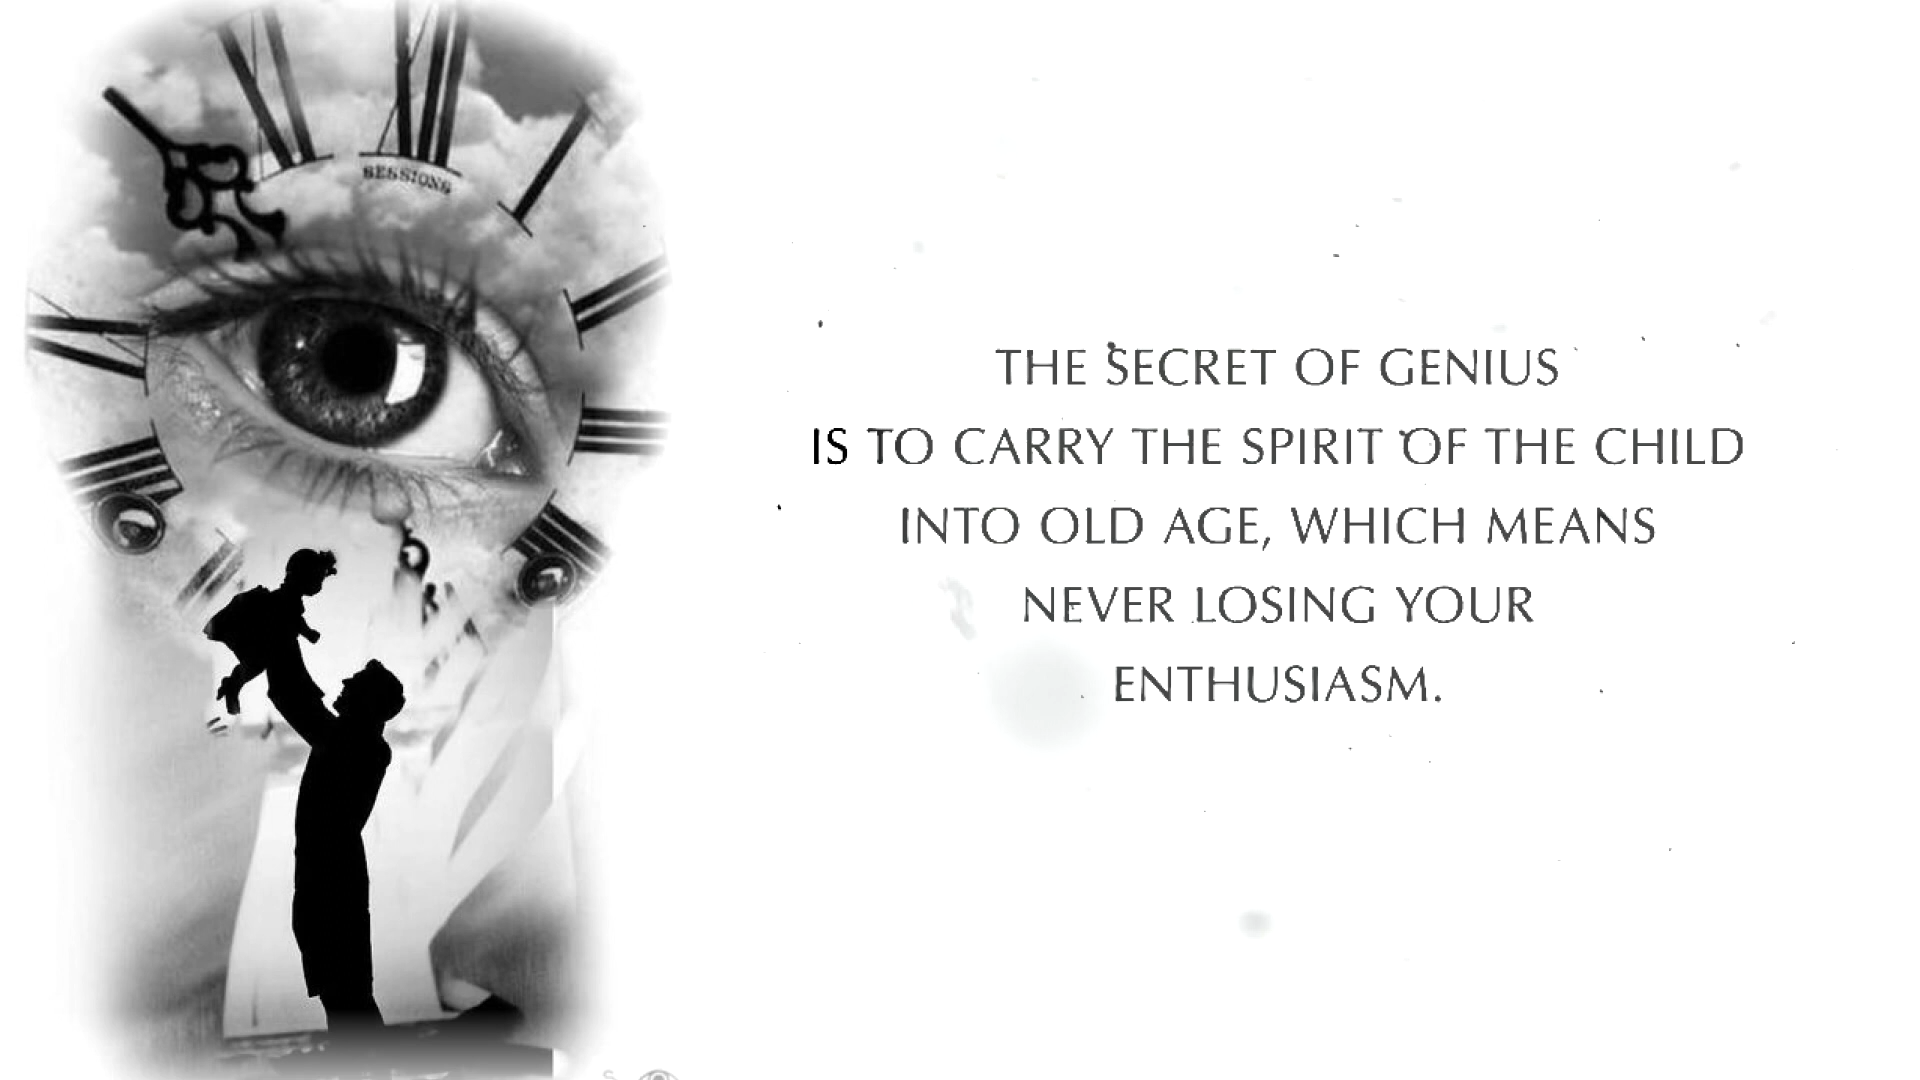 SESSIONS
THE SECRET OF GENIUS
IS TO CARRY THE SPIRIT OF THE CHILD
INTO OLD AGE, WHICH MEANS
NEVER LOSING YOUR
ENTHUSIASM.